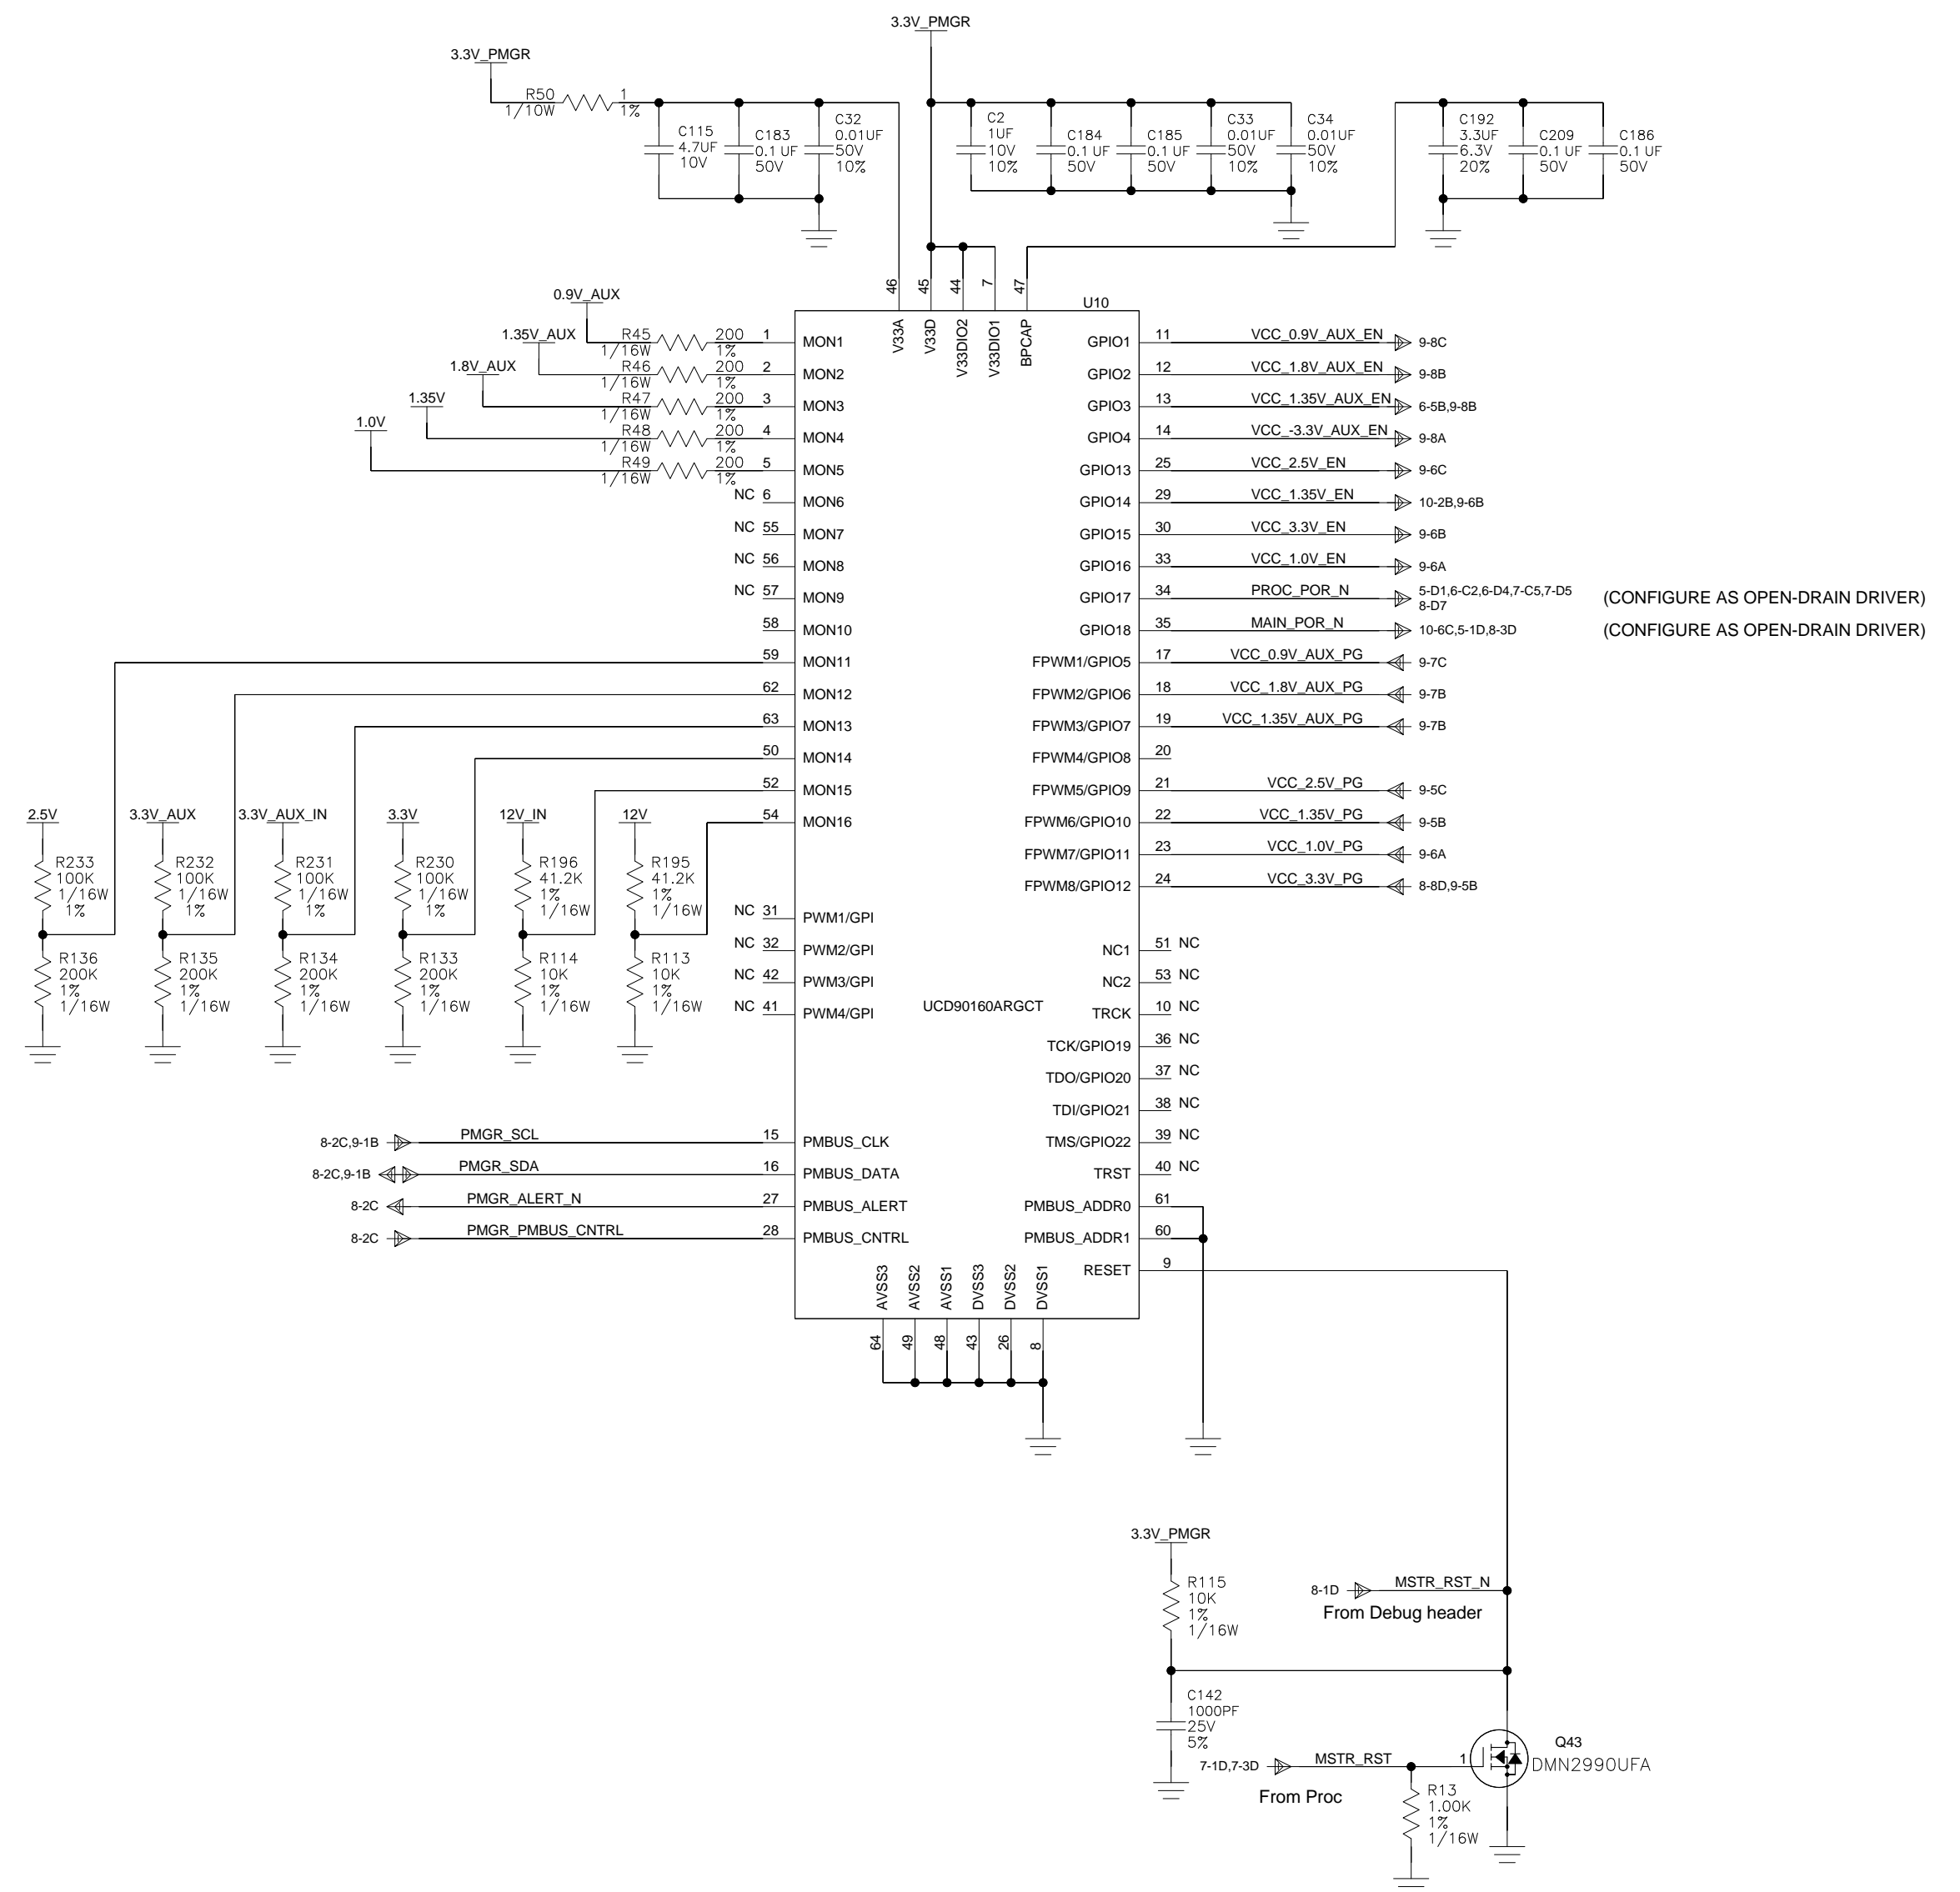 3.3V_PMGR
3.3V_PMGR
R50
1/10W
1
1%
C115
4.7UF
10V
C183
0.1 UF
50V
C32
0.01UF
50V
10%
C2
1UF
10V
10%
C184
0.1 UF
50V
C185
0.1 UF
50V
C33
0.01UF
50V
10%
C34
0.01UF
50V
10%
C192
3.3UF
6.3V
20%
C209
0.1 UF
50V
C186
0.1 UF
50V
46
45
44
7
47
U10
V33A
V33D
V33DIO2
V33DIO1
BPCAP
0.9V_AUX
R45
1/16W
200
1%
1
MON1
1.35V_AUX
R46
1/16W
200
1%
2
MON2
1.8V_AUX
R47
1/16W
200
1%
3
MON3
1.35V
R48
1/16W
200
1%
4
MON4
1.0V
R49
1/16W
200
1%
5
MON5
NC 6 MON6
NC 55 MON7
NC 56 MON8
NC 57 MON9
58 MON10
59 MON11
62 MON12
63 MON13
50 MON14
52 MON15
54 MON16
GPIO1 11 VCC_0.9V_AUX_EN 9-8C
GPIO2 12 VCC_1.8V_AUX_EN 9-8B
GPIO3 13 VCC_1.35V_AUX_EN 6-5B,9-8B
GPIO4 14 VCC_-3.3V_AUX_EN 9-8A
GPIO13 25 VCC_2.5V_EN 9-6C
GPIO14 29 VCC_1.35V_EN 10-2B,9-6B
GPIO15 30 VCC_3.3V_EN 9-6B
GPIO16 33 VCC_1.0V_EN 9-6A
GPIO17 34 PROC_POR_N 5-D1,6-C2,6-D4,7-C5,7-D5
8-D7
(CONFIGURE AS OPEN-DRAIN DRIVER)
GPIO18 35 MAIN_POR_N 10-6C,5-1D,8-3D (CONFIGURE AS OPEN-DRAIN DRIVER)
FPWM1/GPIO5 17 VCC_0.9V_AUX_PG 9-7C
FPWM2/GPIO6 18 VCC_1.8V_AUX_PG 9-7B
FPWM3/GPIO7 19 VCC_1.35V_AUX_PG 9-7B
FPWM4/GPIO8 20
FPWM5/GPIO9 21 VCC_2.5V_PG 9-5C
FPWM6/GPIO10 22 VCC_1.35V_PG 9-5B
FPWM7/GPIO11 23 VCC_1.0V_PG 9-6A
FPWM8/GPIO12 24 VCC_3.3V_PG 8-8D,9-5B
2.5V
R233
100K
1/16W
1%
R136
200K
1%
1/16W
3.3V_AUX
R232
100K
1/16W
1%
R135
200K
1%
1/16W
3.3V_AUX_IN
R231
100K
1/16W
1%
R134
200K
1%
1/16W
3.3V
R230
100K
1/16W
1%
R133
200K
1%
1/16W
12V_IN
R196
41.2K
1%
1/16W
R114
10K
1%
1/16W
12V
R195
41.2K
1%
1/16W
R113
10K
1%
1/16W
NC 31 PWM1/GPI
NC 32 PWM2/GPI
NC 42 PWM3/GPI
NC 41 PWM4/GPI
UCD90160ARGCT
NC1 51 NC
NC2 53 NC
TRCK 10 NC
TCK/GPIO19 36 NC
TDO/GPIO20 37 NC
TDI/GPIO21 38 NC
TMS/GPIO22 39 NC
TRST 40 NC
PMBUS_ADDR0 61
PMBUS_ADDR1 60
RESET 9
8-2C,9-1B PMGR_SCL 15 PMBUS_CLK
8-2C,9-1B PMGR_SDA 16 PMBUS_DATA
8-2C PMGR_ALERT_N 27 PMBUS_ALERT
8-2C PMGR_PMBUS_CNTRL 28 PMBUS_CNTRL
AVSS3
AVSS2
AVSS1
DVSS3
DVSS2
DVSS1
64
49
48
43
26
8
3.3V_PMGR
R115
10K
1%
1/16W
8-1D MSTR_RST_N
From Debug header
C142
1000PF
25V
5%
7-1D,7-3D MSTR_RST 1
From Proc
Q43
DMN2990UFA
R13
1.00K
1%
1/16W